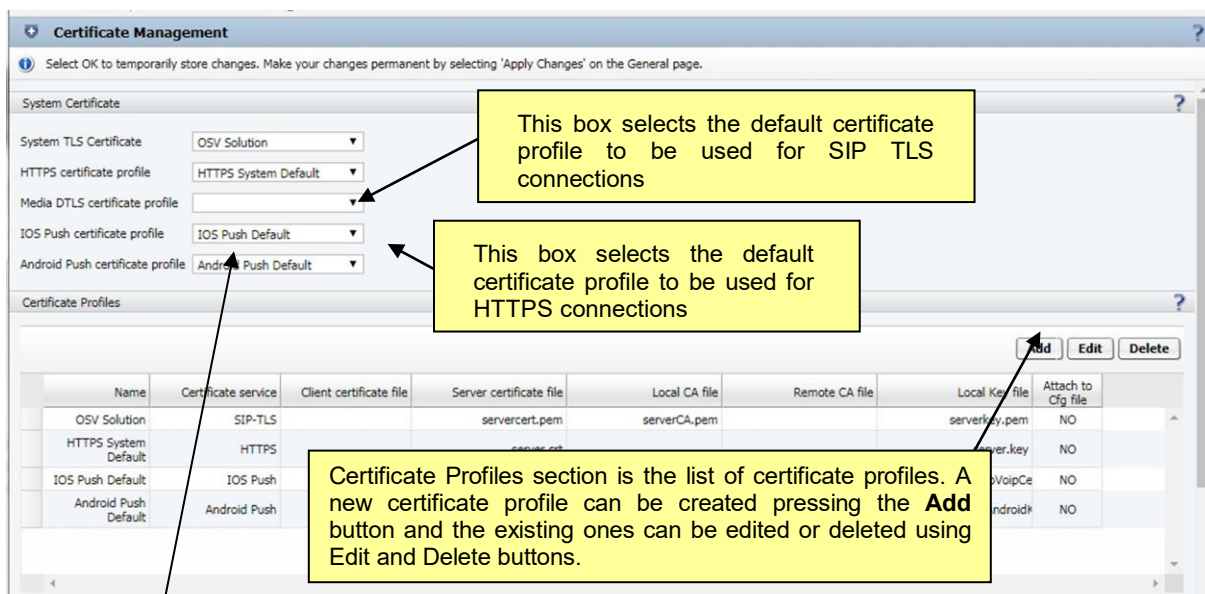 Certificate Management
?
Select OK to temporarily store changes. Make your changes permanent by selecting 'Apply Changes' on the General page.
System Certificate
?
System TLS Certificate OSV Solution
HTTPS certificate profile HTTPS System Default
Media DTLS certificate profile
IOS Push certificate profile IOS Push Default
Android Push certificate profile Android Push Default
This box selects the default certificate
profile to be used for SIP TLS
connections
This box selects the default
certificate profile to be used for
HTTPS connections
Certificate Profiles
?
Add Edit Delete
Name Certificate service Client certificate file Server certificate file Local CA file Remote CA file Local Key file Attach to Cfg file
OSV Solution SIP-TLS servercert.pem serverCA.pem serverkey.pem NO
HTTPS System Default HTTPS server.crt server.key NO
IOS Push Default IOS Push VoipCe NO
Android Push Default Android Push NO
Certificate Profiles section is the list of certificate profiles. A
new certificate profile can be created pressing the Add
button and the existing ones can be edited or deleted using
Edit and Delete buttons.